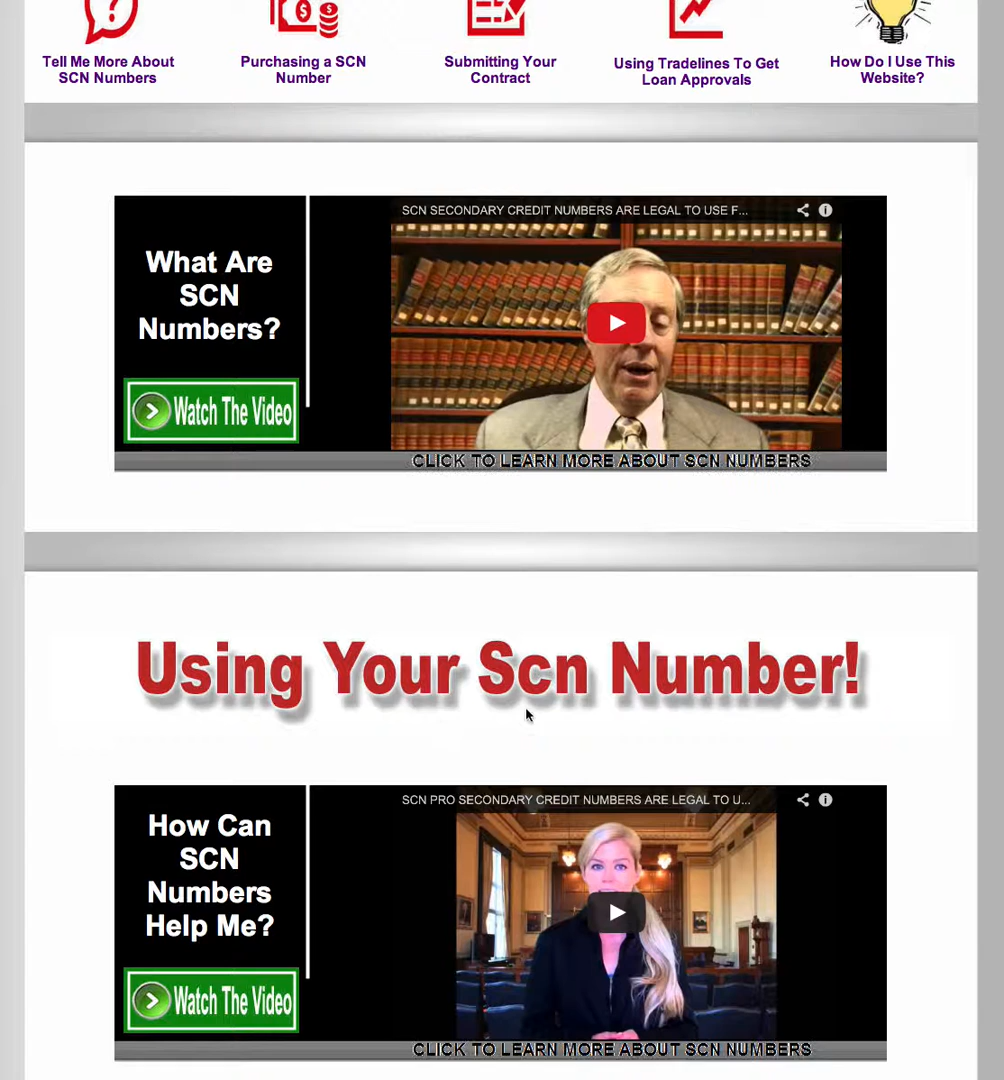 Tell Me More About
SCN Numbers
Purchasing a SCN
Number
Submitting Your
Contract
Using Tradelines To Get
Loan Approvals
How Do I Use This
Website?
What Are
SCN
Numbers?
Watch The Video
SCN SECONDARY CREDIT NUMBERS ARE LEGAL TO USE F...
CLICK TO LEARN MORE ABOUT SCN NUMBERS
Using Your Scn Number!
How Can
SCN
Numbers
Help Me?
Watch The Video
SCN PRO SECONDARY CREDIT NUMBERS ARE LEGAL TO U...
CLICK TO LEARN MORE ABOUT SCN NUMBERS